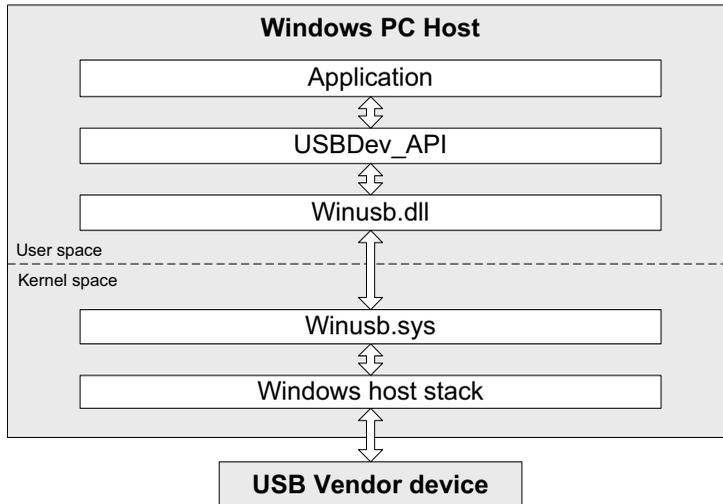 Windows PC Host
Application
USBDev_API
Winusb.dll
User space
Kernel space
Winusb.sys
Windows host stack
USB Vendor device